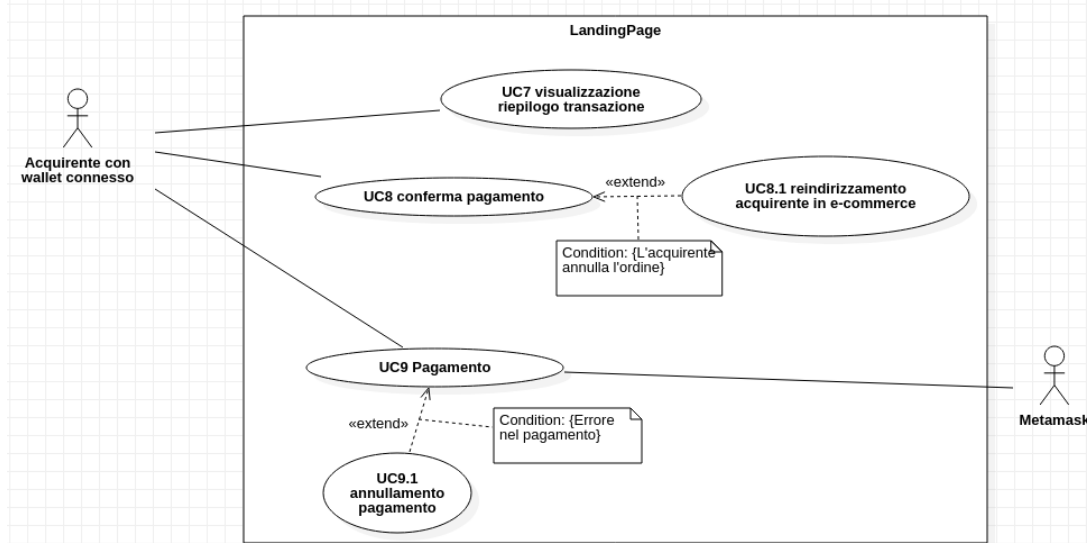 LandingPage
UC7 visualizzazione
riepilogo transazione
Acquirente con
wallet connesso
UC8 conferma pagamento
«extend»
UC8.1 reindirizzamento
acquirente in e-commerce
Condition: {L'acquirente
annulla l'ordine}
UC9 Pagamento
Metamask
«extend»
Condition: {Errore
nel pagamento}
UC9.1
annullamento
pagamento